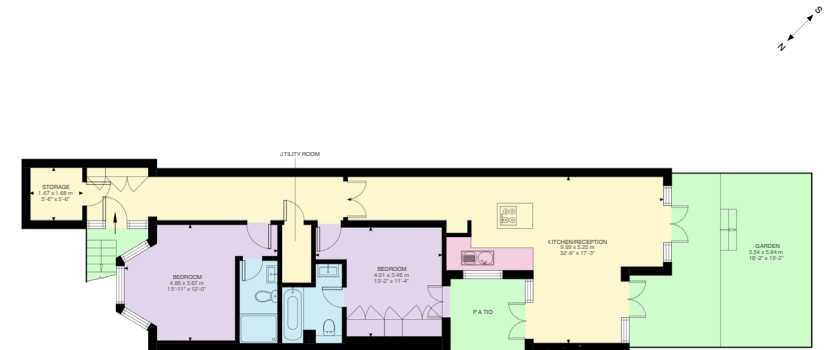 S
N
UTILITY ROOM
STORAGE
1.67 x 1.68 m
5'-6" x 5'-6"
KITCHEN/RECEPTION
9.99 x 5.25 m
32'-9" x 17'-3"
GARDEN
5.54 x 5.84 m
18'-2" x 19'-2"
BEDROOM
4.86 x 3.67 m
15'-11" x 12'-0"
BEDROOM
4.01 x 3.46 m
13'-2" x 11'-4"
PATIO